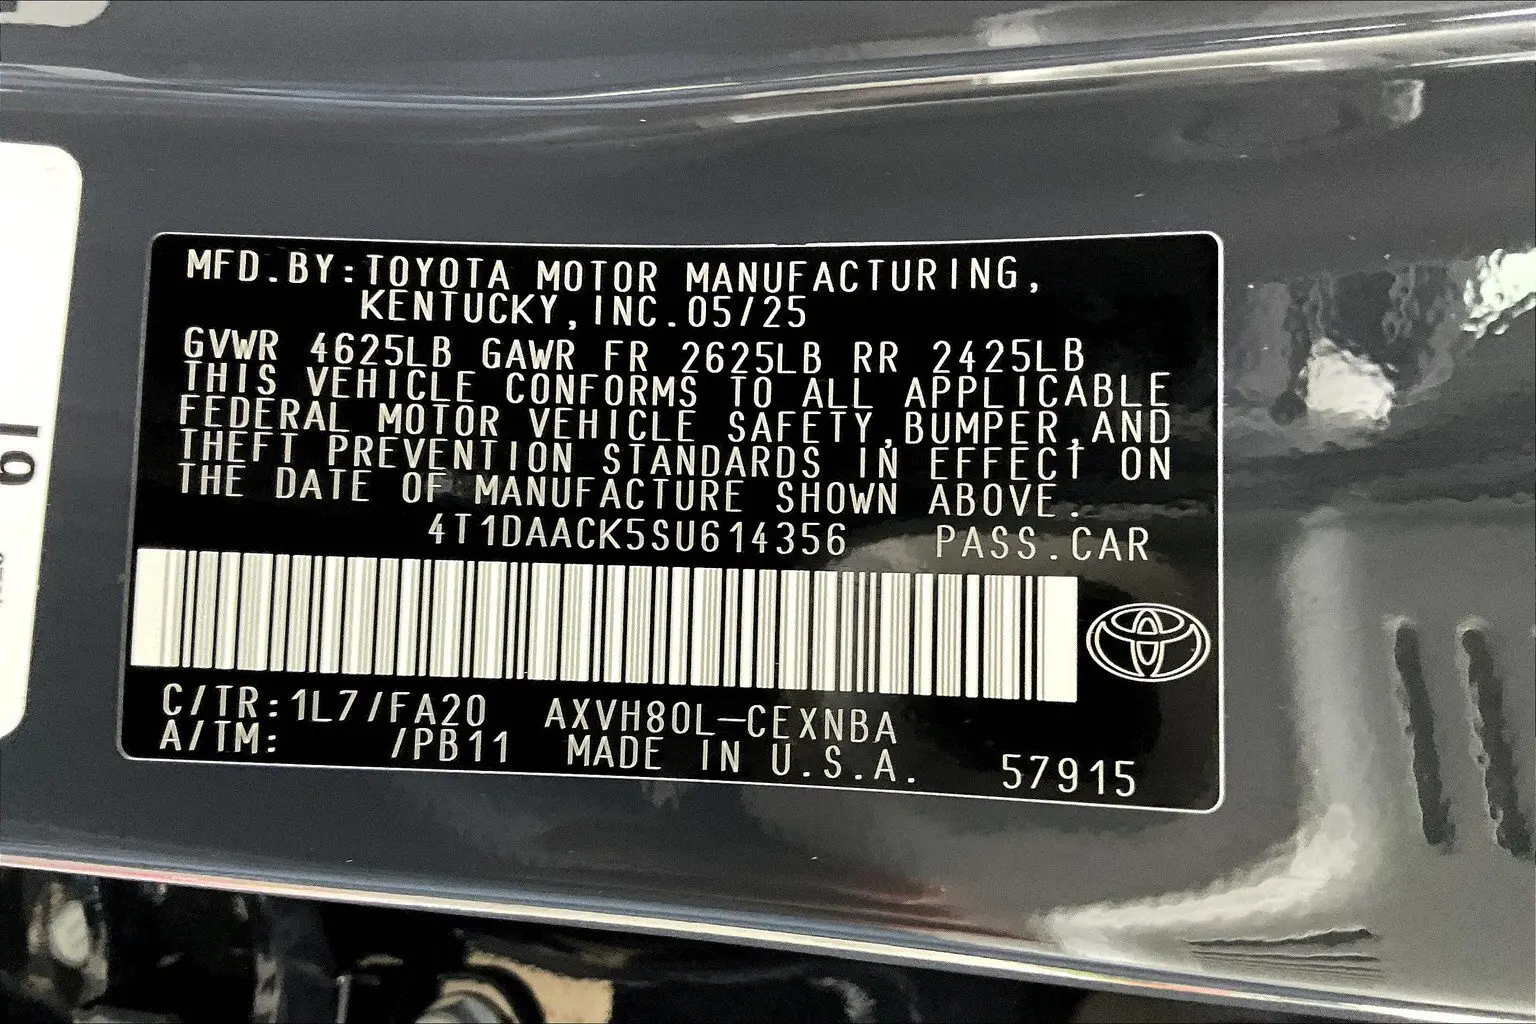 MFD.BY:TOYOTA MOTOR MANUFACTURING,
KENTUCKY,INC.05/25
GVWR 4625LB GAWR FR 2625LB RR 2425LB
THIS VEHICLE CONFORMS TO ALL APPLICABLE
FEDERAL MOTOR VEHICLE SAFETY,BUMPER,AND
THEFT PREVENTION STANDARDS IN EFFECT ON
THE DATE OF MANUFACTURE SHOWN ABOVE.
4T1DAACK5SU614356 PASS.CAR
C/TR:1L7/FA20 AXVH80L-CEXNBA
A/TM: /PB11 MADE IN U.S.A. 57915